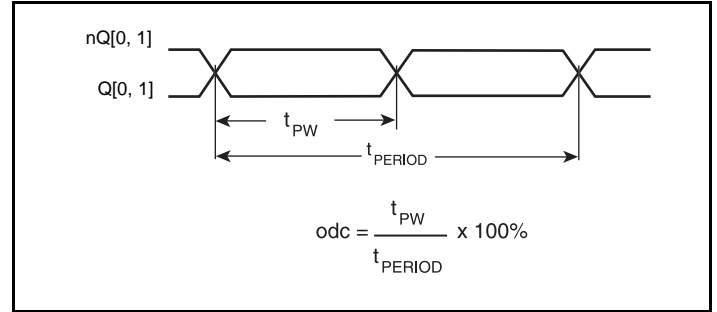 nQ[0, 1]
Q[0, 1]
tPW
tPERIOD
odc = tPW / tPERIOD x 100%